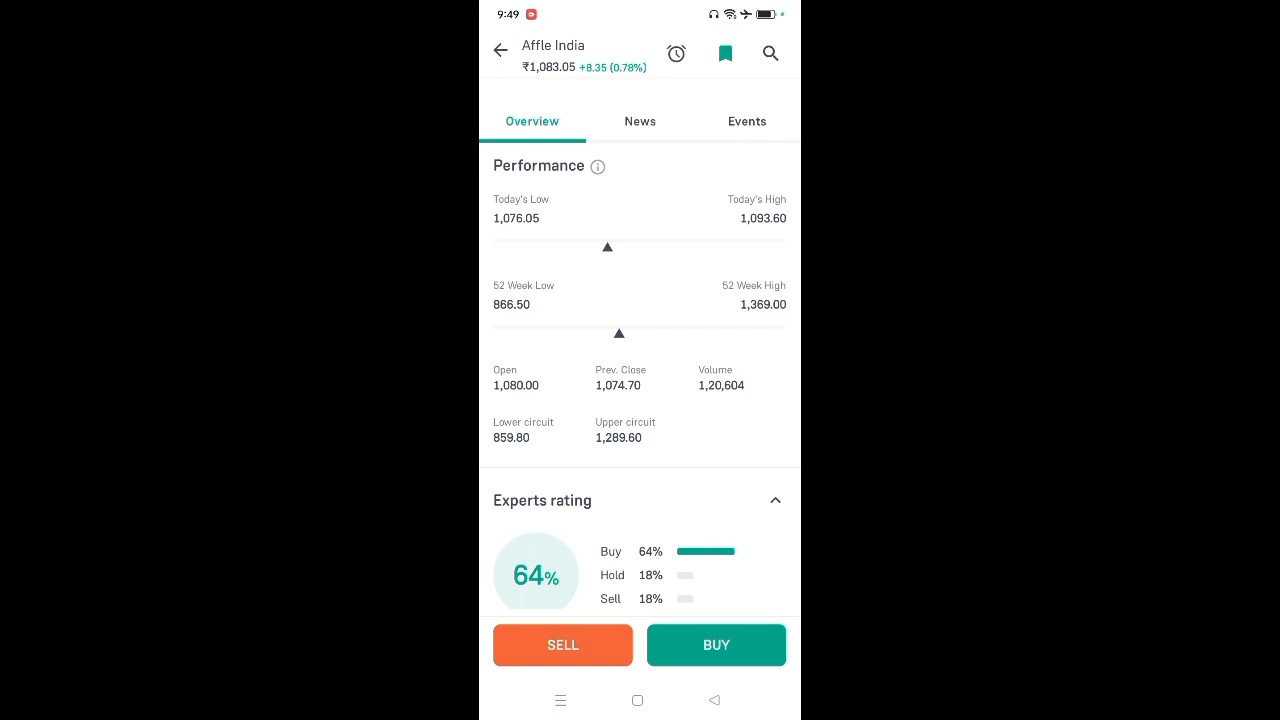 9:49
Affle India
₹1,083.05 +8.35 (0.78%)
Overview News Events
Performance
Today's Low Today's High
1,076.05 1,093.60
52 Week Low 52 Week High
866.50 1,369.00
Open Prev. Close Volume
1,080.00 1,074.70 1,20,604
Lower circuit Upper circuit
859.80 1,289.60
Experts rating
64%
Buy 64%
Hold 18%
Sell 18%
SELL BUY